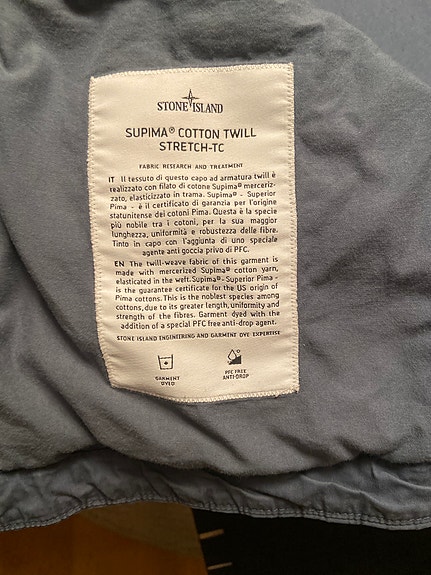 STONE ISLAND
SUPIMA® COTTON TWILL
STRETCH-TC
FABRIC RESEARCH AND TREATMENT
IT Il tessuto di questo capo ad armatura twill è
realizzato con filato di cotone Supima® merceriz-
zato, elasticizzato in trama. Supima® - Superior
Pima - è il certificato di garanzia per l'origine
statunitense dei cotoni Pima. Questa è la specie
più nobile tra i cotoni, per la sua maggior
lunghezza, uniformità e robustezza delle fibre.
Tinto in capo con l'aggiunta di uno speciale
agente anti goccia privo di PFC.
EN The twill-weave fabric of this garment is
made with mercerized Supima® cotton yarn,
elasticated in the weft. Supima®- Superior Pima -
is the guarantee certificate for the US origin of
Pima cottons. This is the noblest species among
cottons, due to its greater length, uniformity and
strength of the fibres. Garment dyed with the
addition of a special PFC free anti-drop agent.
STONE ISLAND ENGINEERING AND GARMENT DYE EXPERTISE
GARMENT
DYED
PFC FREE
ANTI-DROP